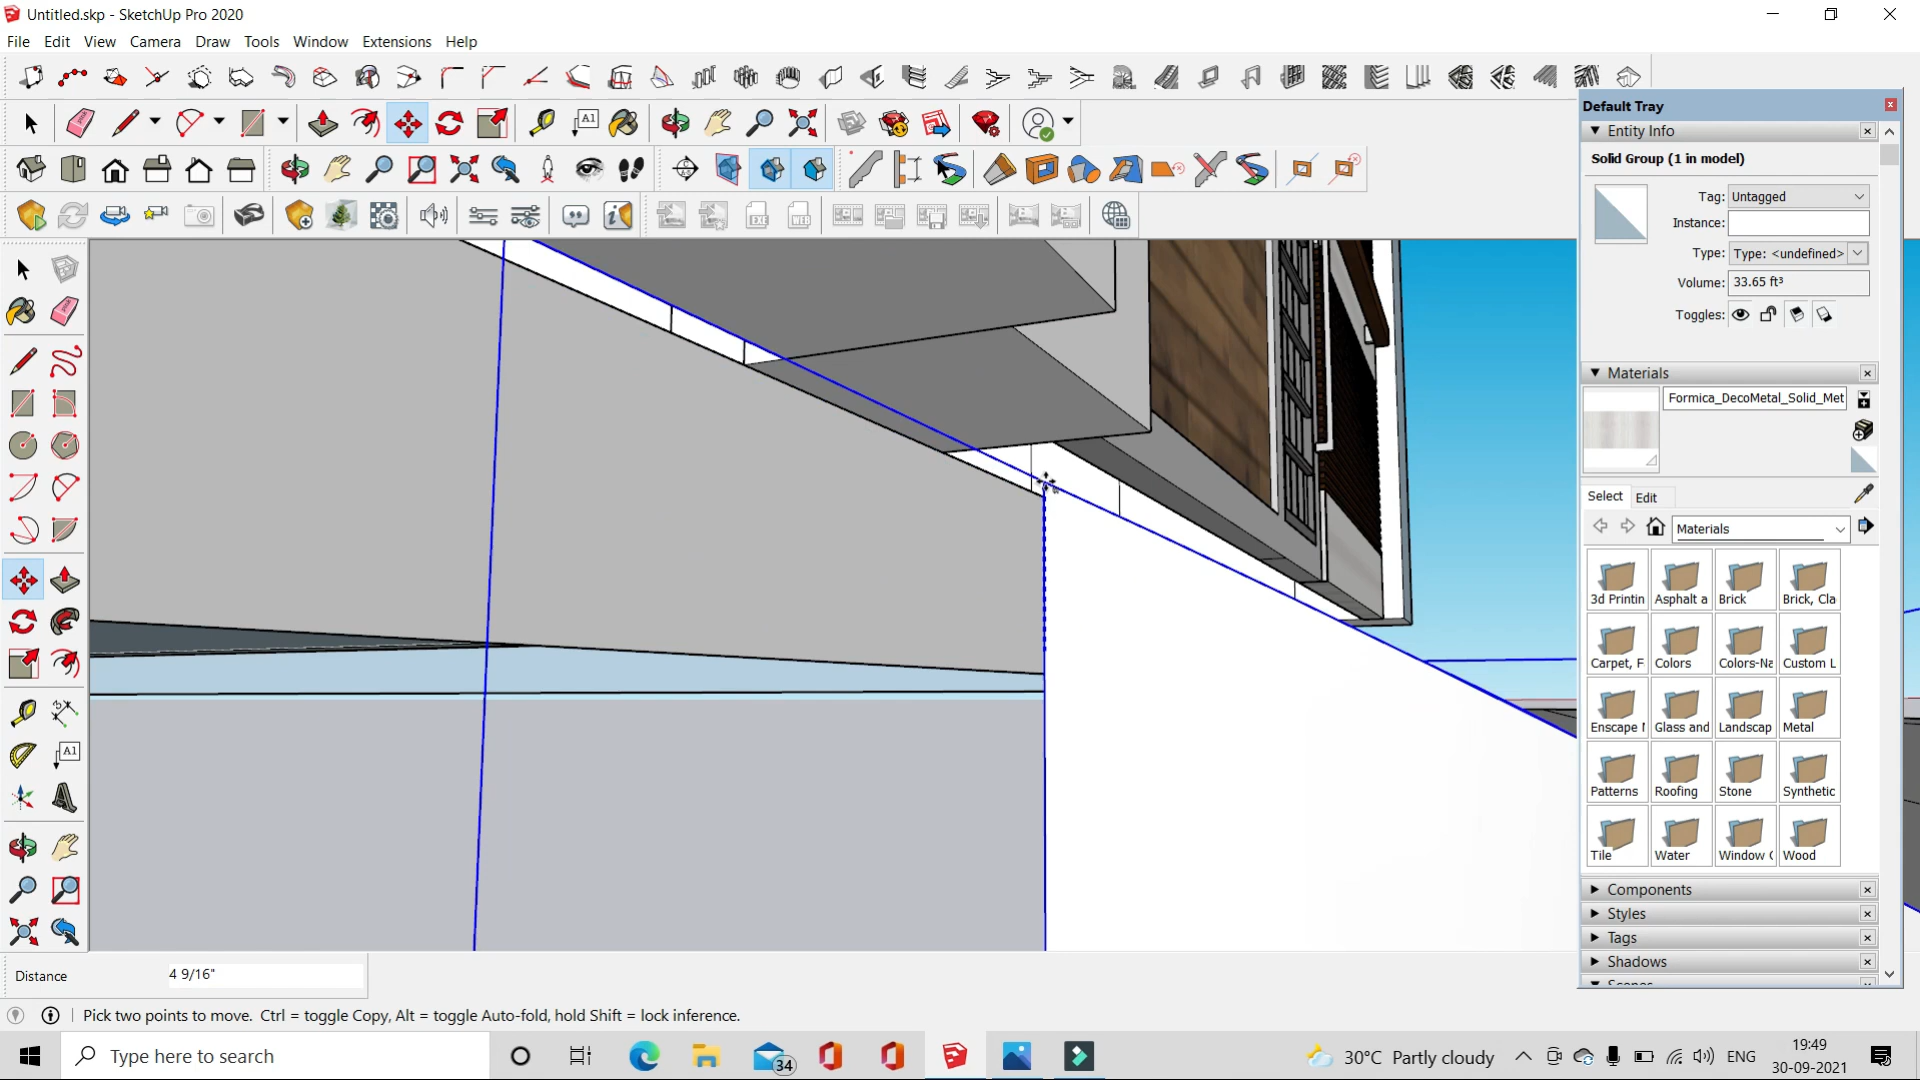 Untitled.skp - SketchUp Pro 2020
File Edit View Camera Draw Tools Window Extensions Help
Default Tray
Entity Info
Solid Group (1 in model)
Tag: Untagged
Instance:
Type: Type: <undefined>
Volume: 33.65 ft³
Toggles:
Materials
Formica_DecoMetal_Solid_Met
Select Edit
Materials
3d Printin Asphalt a Brick Brick, Cla
Carpet, F Colors Colors-Na Custom L
Enscape Glass and Landscap Metal
Patterns Roofing Stone Synthetic
Tile Water Window Wood
Components
Styles
Tags
Shadows
Scenes
Distance 4 9/16"
Pick two points to move. Ctrl = toggle Copy, Alt = toggle Auto-fold, hold Shift = lock inference.
Type here to search
34
30°C Partly cloudy
ENG
19:49
30-09-2021